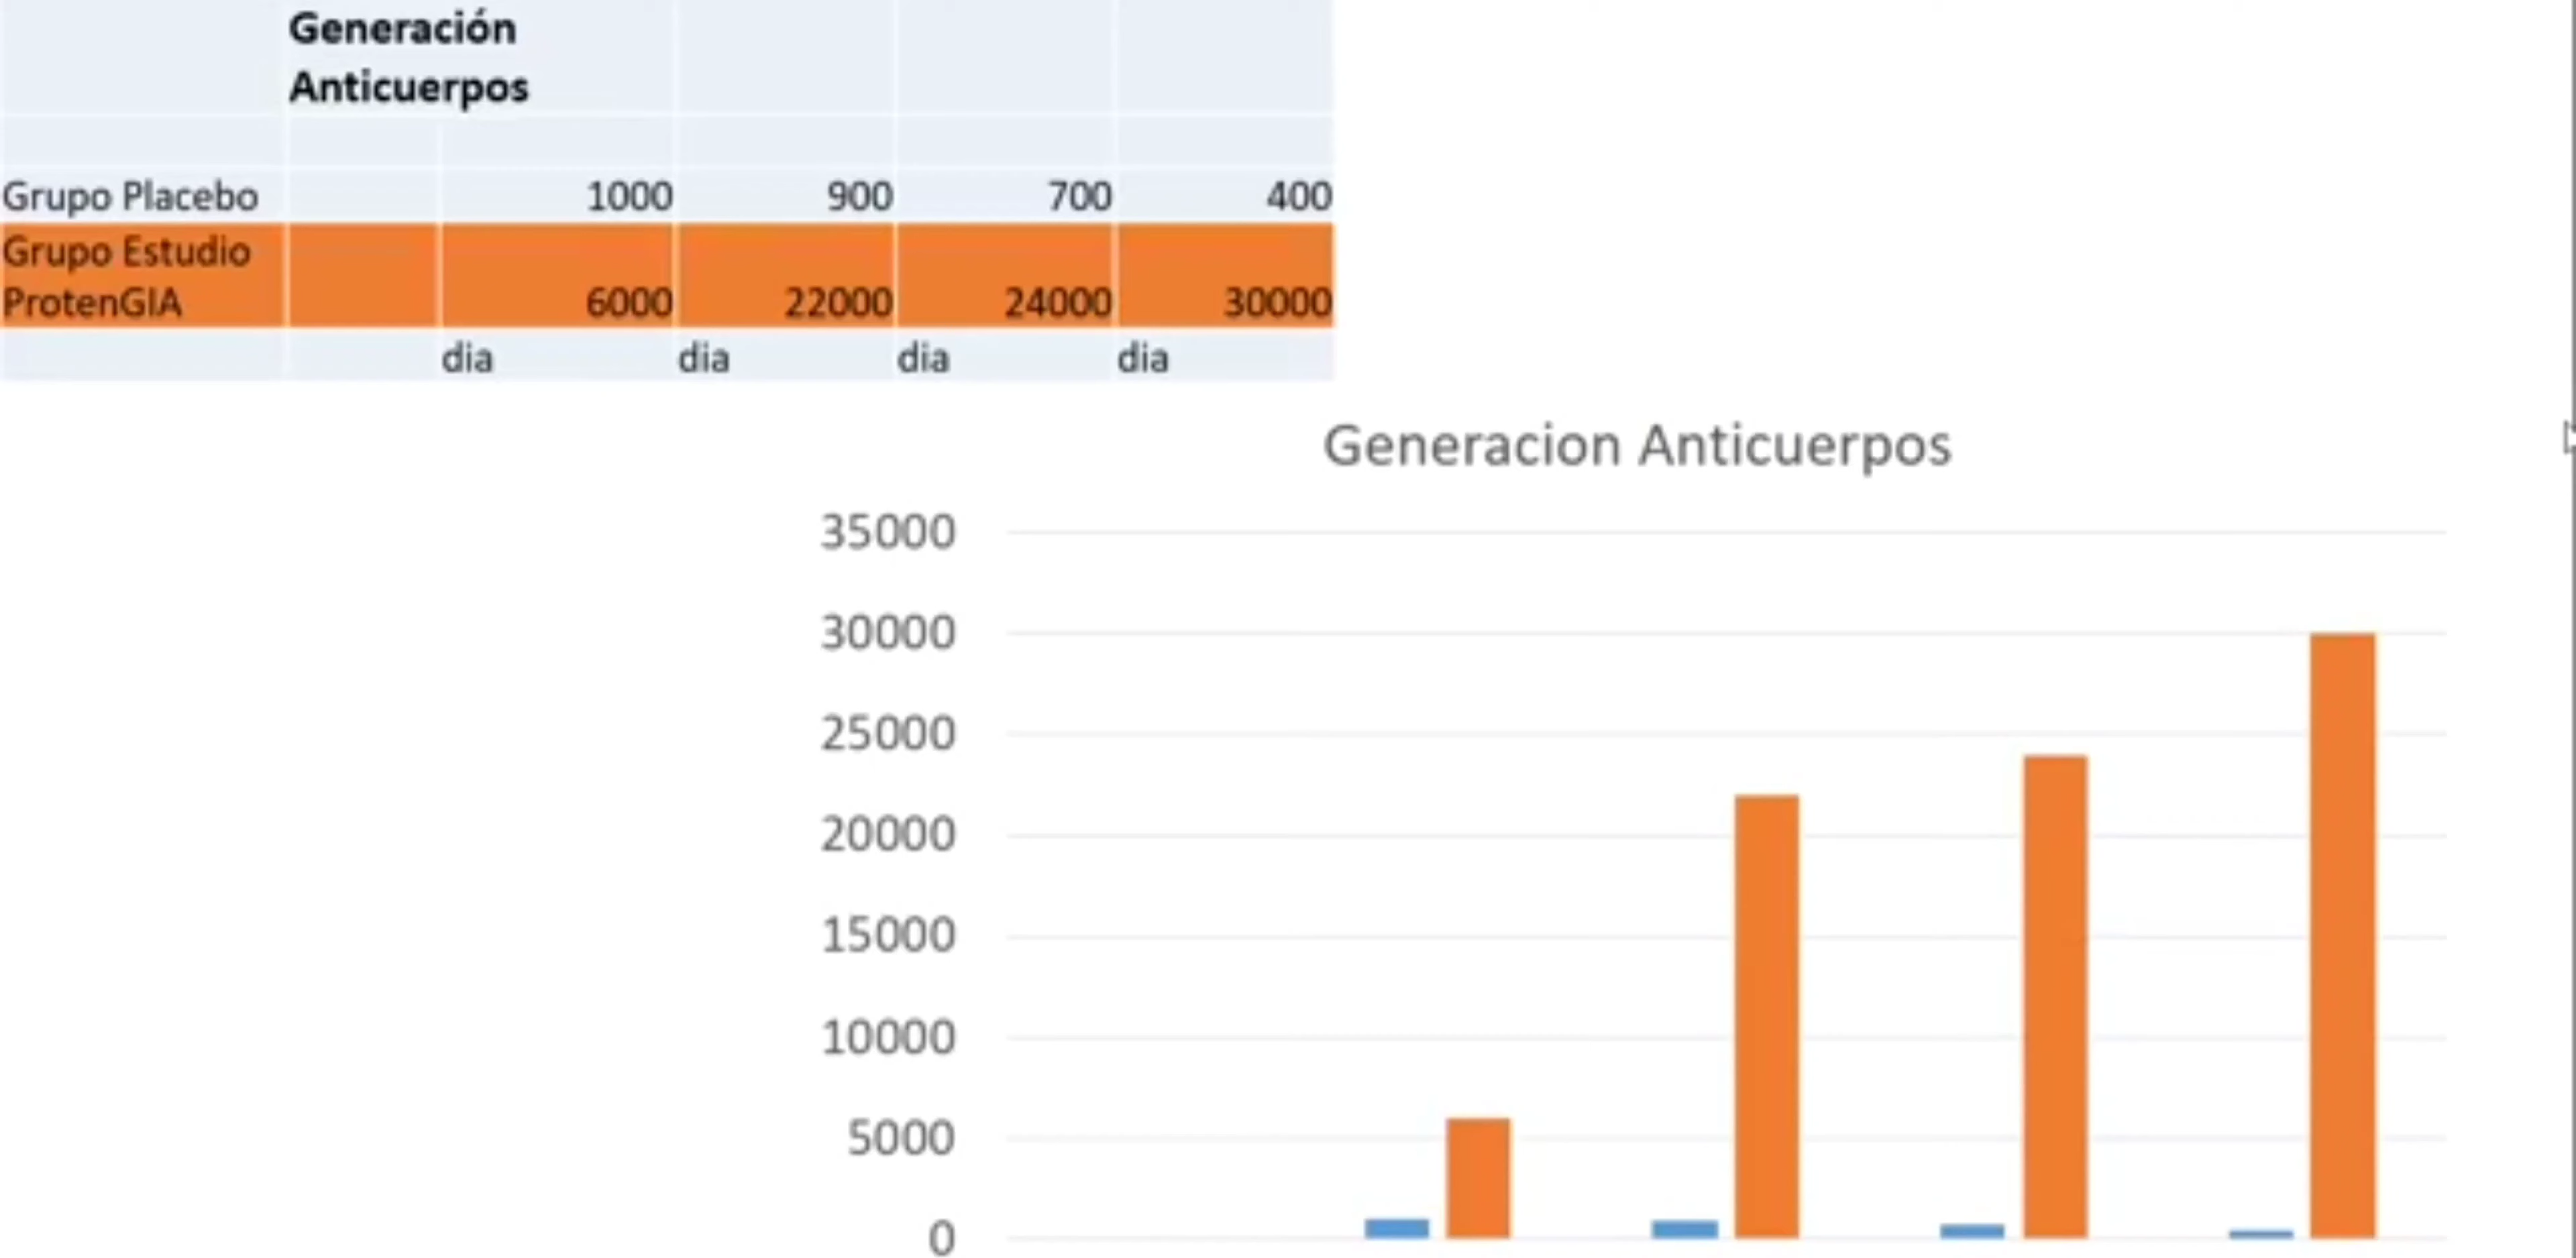 Generación
Anticuerpos
Grupo Placebo 1000 900 700 400
Grupo Estudio
ProtenGIA 6000 22000 24000 30000
dia dia dia dia
Generacion Anticuerpos
35000
30000
25000
20000
15000
10000
5000
0